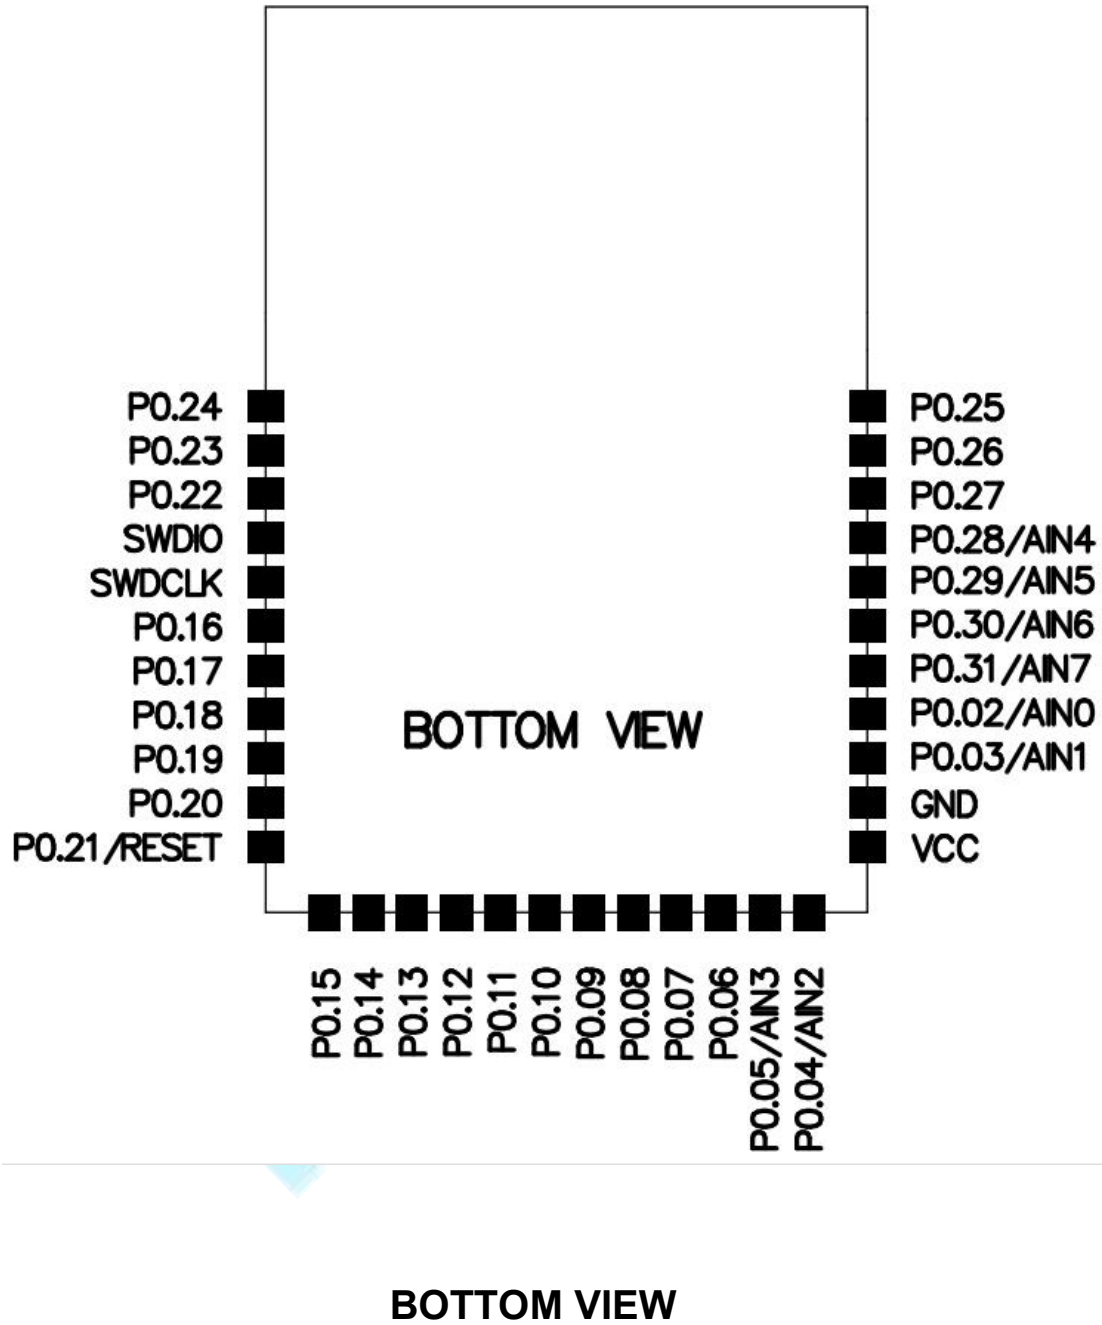 P0.24
P0.23
P0.22
SWDIO
SWDCLK
P0.16
P0.17
P0.18
P0.19
P0.20
P0.21/RESET
P0.25
P0.26
P0.27
P0.28/AIN4
P0.29/AIN5
P0.30/AIN6
P0.31/AIN7
P0.02/AIN0
P0.03/AIN1
GND
VCC
BOTTOM VIEW
P0.15
P0.14
P0.13
P0.12
P0.11
P0.10
P0.09
P0.08
P0.07
P0.06
P0.05/AIN3
P0.04/AIN2
BOTTOM VIEW